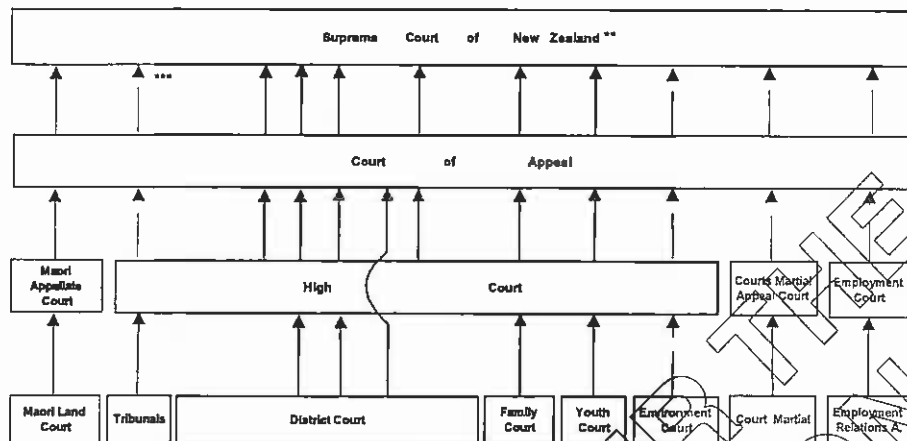 Supreme Court of New Zealand **
***
Court of Appeal
Maori
Appellate
Court
High Court
Courts Martial
Appeal Court
Employment
Court
Maori Land
Court
Tribunals
District Court
Family
Court
Youth
Court
Environment
Court
Court Martial
Employment
Relations A.
THE